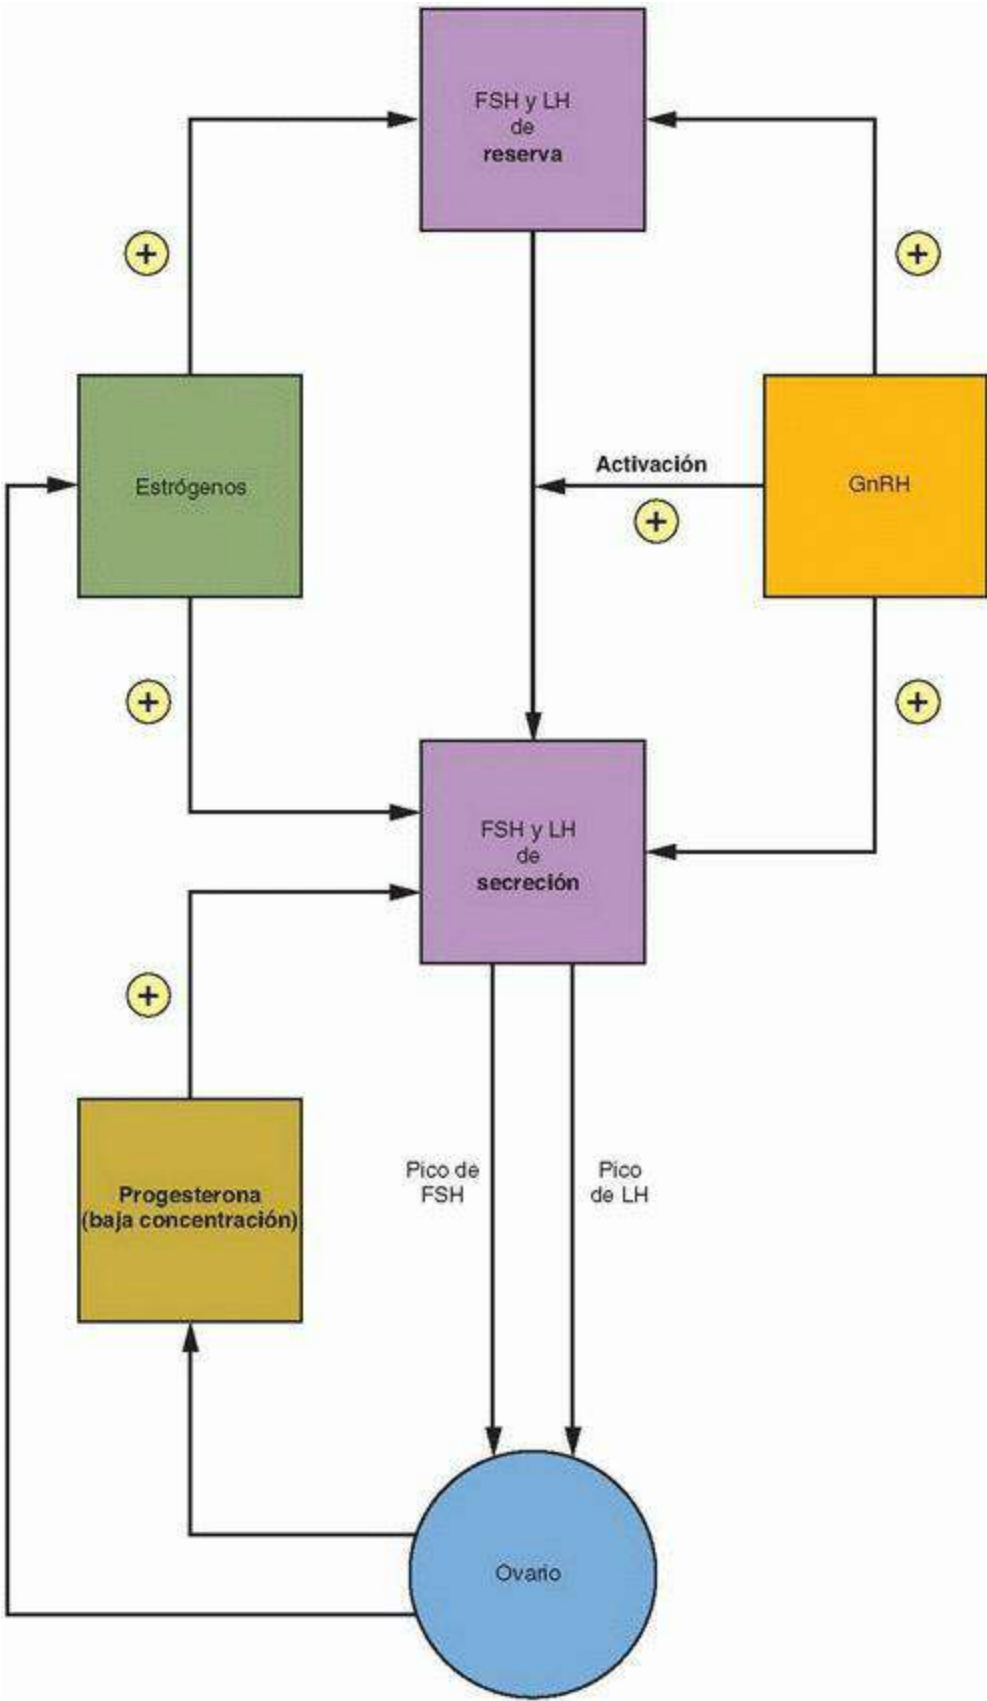 FSH y LH
de
reserva
+
+
Estrógenos
Activación
+
GnRH
+
+
FSH y LH
de
secreción
+
Progesterona
(baja concentración)
Pico de
FSH
Pico
de LH
Ovario